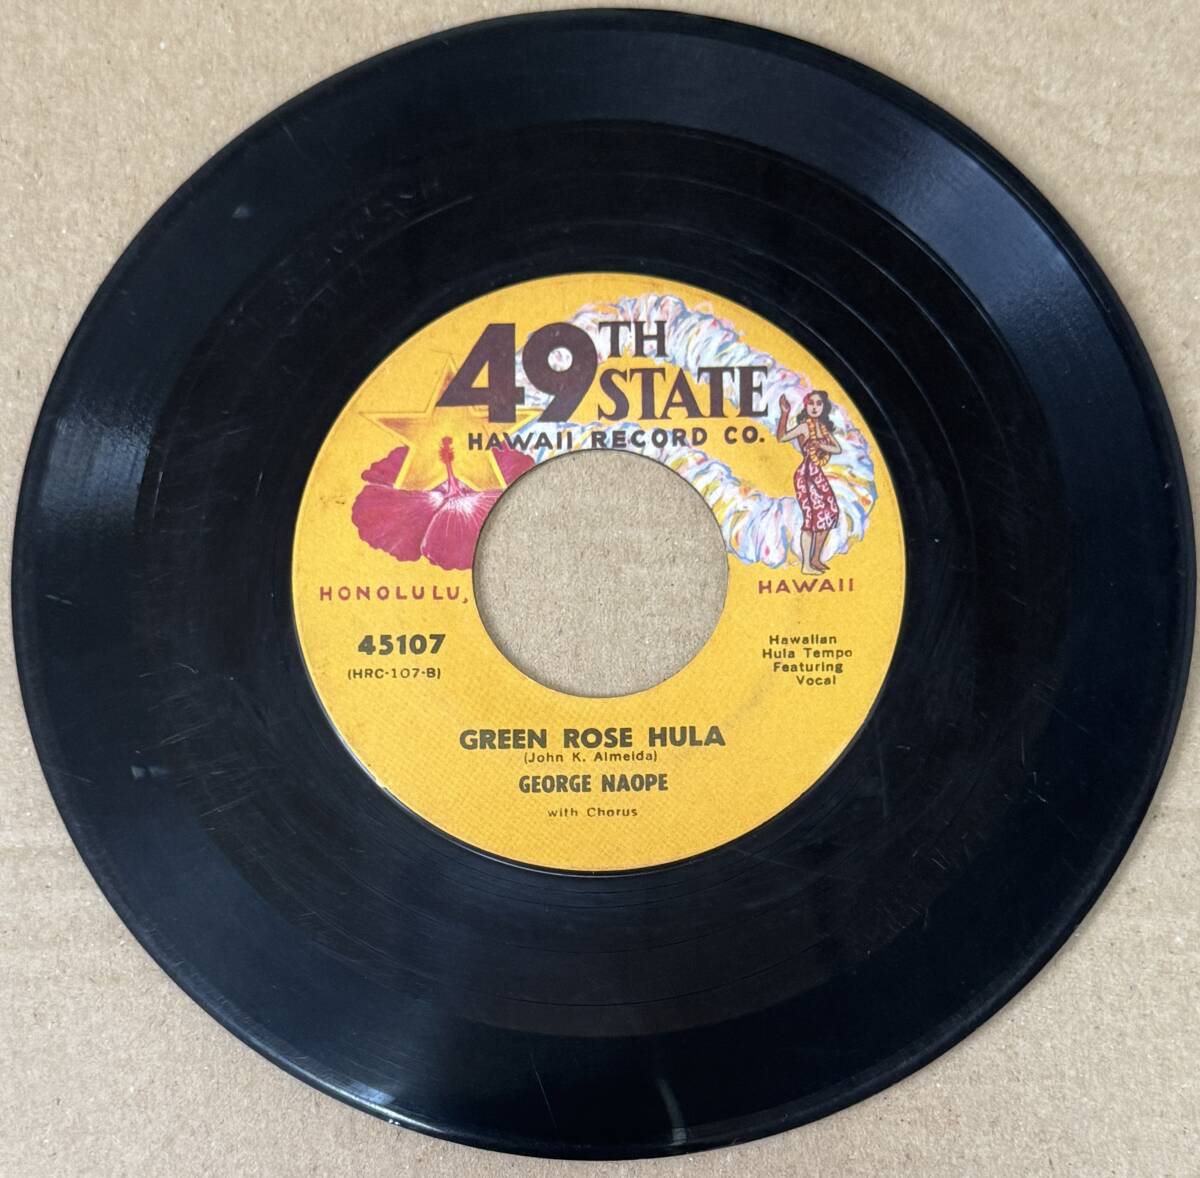 49TH
STATE
HAWAII RECORD CO.
HONOLULU,
HAWAII
45107
(HRC-107-B)
Hawaiian
Hula Tempo
Featuring
Vocal
GREEN ROSE HULA
(John K. Almeida)
GEORGE NAOPE
with Chorus